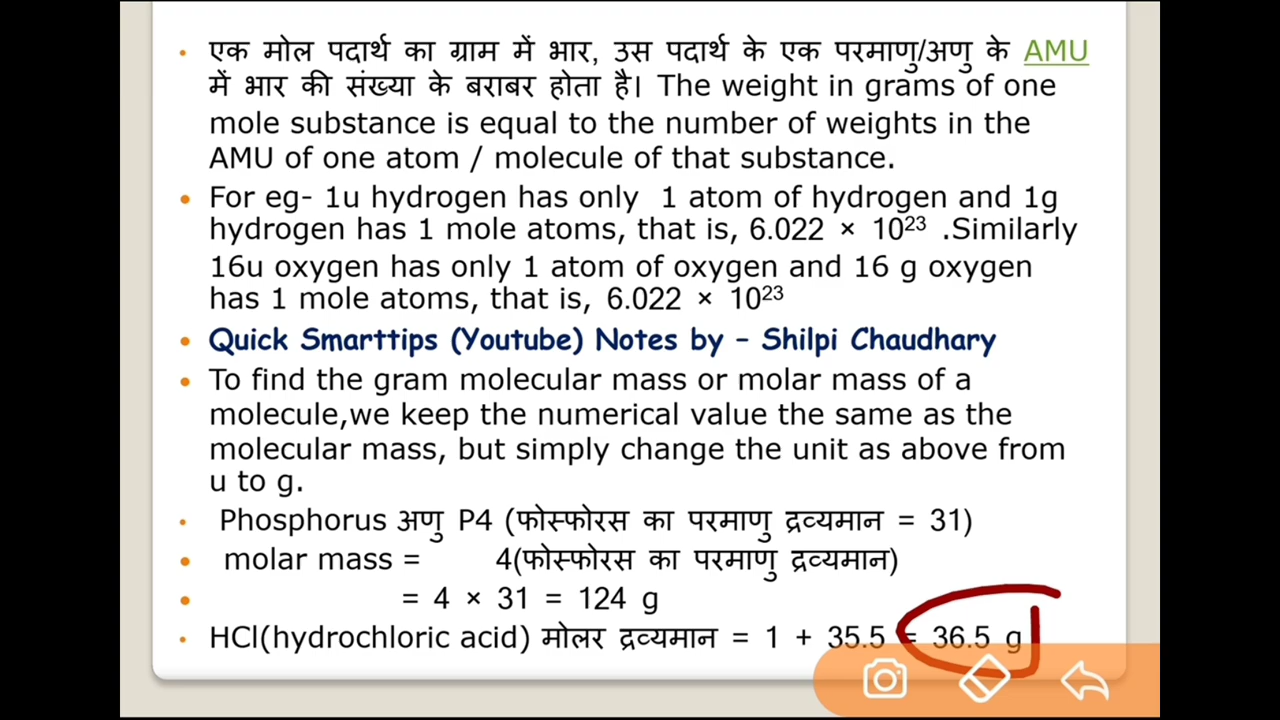 • एक मोल पदार्थ का ग्राम में भार, उस पदार्थ के एक परमाणु/अणु के AMU
में भार की संख्या के बराबर होता है। The weight in grams of one
mole substance is equal to the number of weights in the
AMU of one atom / molecule of that substance.
• For eg- 1u hydrogen has only 1 atom of hydrogen and 1g
hydrogen has 1 mole atoms, that is, 6.022 × 10²³ .Similarly
16u oxygen has only 1 atom of oxygen and 16 g oxygen
has 1 mole atoms, that is, 6.022 × 10²³
• Quick Smarttips (Youtube) Notes by – Shilpi Chaudhary
• To find the gram molecular mass or molar mass of a
molecule,we keep the numerical value the same as the
molecular mass, but simply change the unit as above from
u to g.
• Phosphorus अणु P4 (फोस्फोरस का परमाणु द्रव्यमान = 31)
• molar mass = 4(फोस्फोरस का परमाणु द्रव्यमान)
• = 4 × 31 = 124 g
• HCl(hydrochloric acid) मोलर द्रव्यमान = 1 + 35.5 = 36.5 g